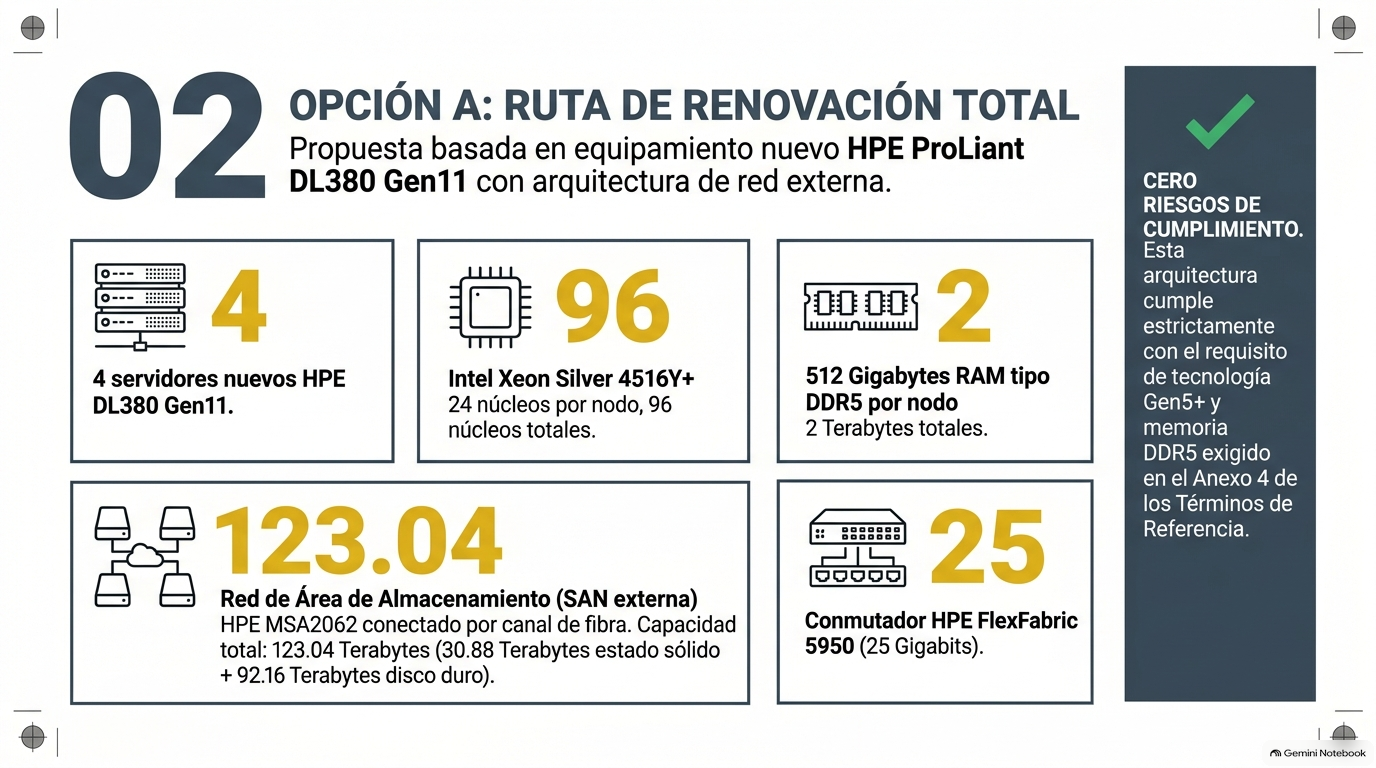 02
OPCIÓN A: RUTA DE RENOVACIÓN TOTAL
Propuesta basada en equipamiento nuevo HPE ProLiant
DL380 Gen11 con arquitectura de red externa.
4
4 servidores nuevos HPE
DL380 Gen11.
96
Intel Xeon Silver 4516Y+
24 núcleos por nodo, 96
núcleos totales.
2
512 Gigabytes RAM tipo
DDR5 por nodo
2 Terabytes totales.
123.04
Red de Área de Almacenamiento (SAN externa)
HPE MSA2062 conectado por canal de fibra. Capacidad
total: 123.04 Terabytes (30.88 Terabytes estado sólido
+ 92.16 Terabytes disco duro).
25
Conmutador HPE FlexFabric
5950 (25 Gigabits).
CERO
RIESGOS DE
CUMPLIMIENTO.
Esta
arquitectura
cumple
estrictamente
con el requisito
de tecnología
Gen5+ y
memoria
DDR5 exigido
en el Anexo 4 de
los Términos de
Referencia.
Gemini Notebook